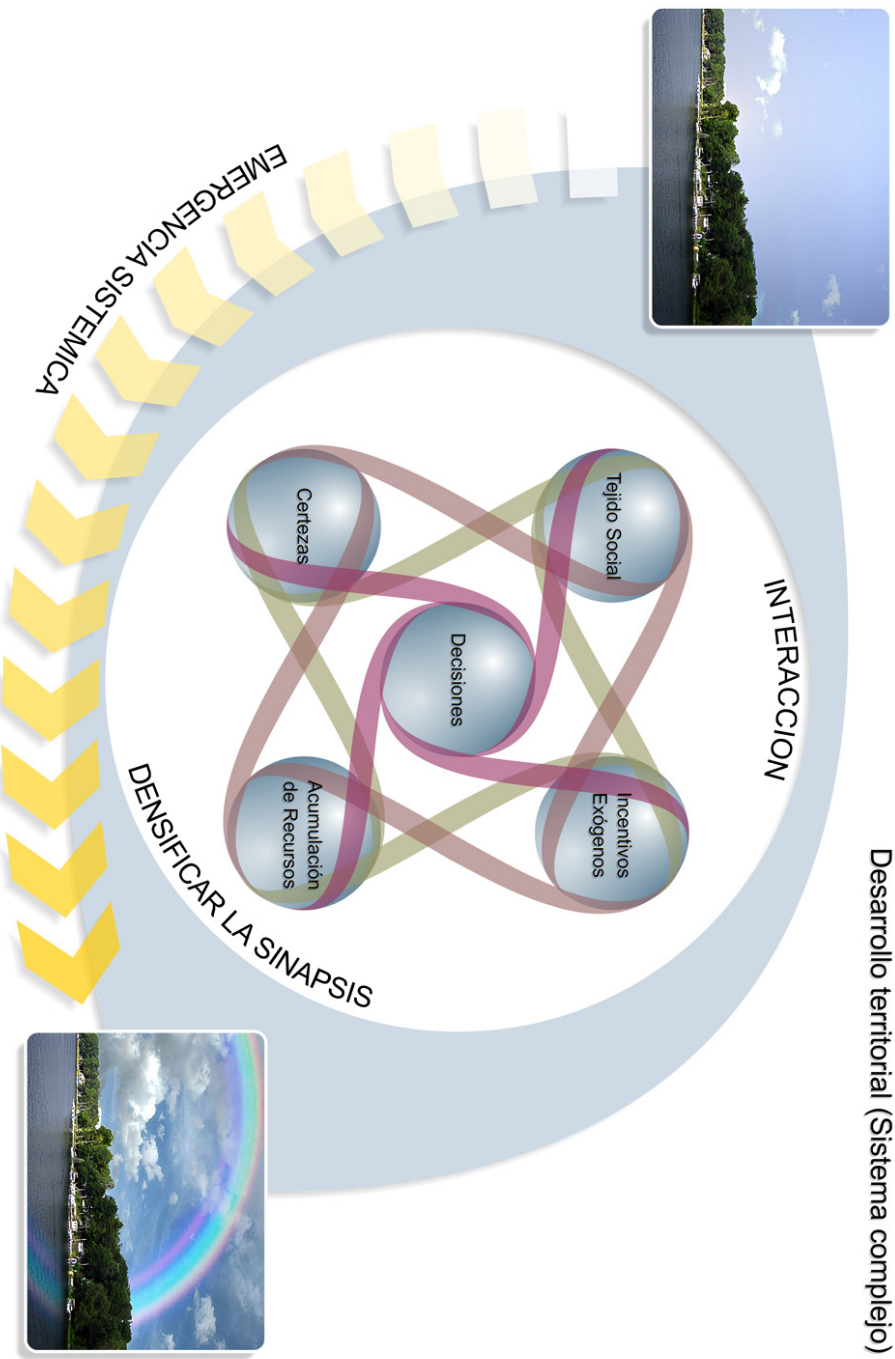 Desarrollo territorial (Sistema complejo)
INTERACCION
Tejido Social
Incentivos
Exógenos
Decisiones
Certezas
Acumulación
de Recursos
DENSIFICAR LA SINAPSIS
EMERGENCIA SISTEMICA